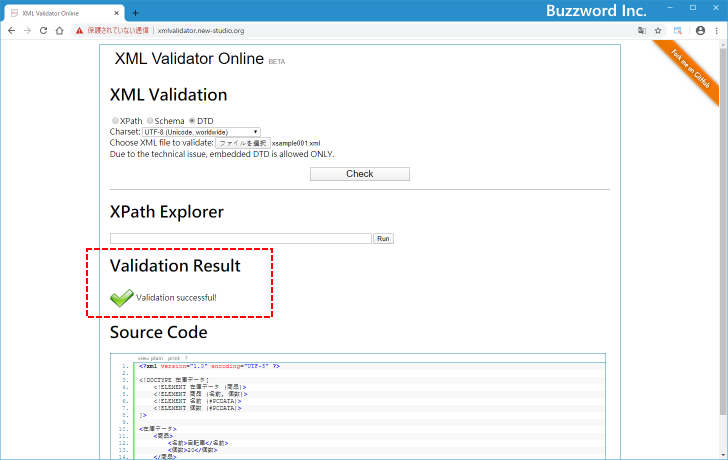 XML Validator Online
Buzzword Inc.
保護されていない通信 | xmlvalidator.new-studio.org
Fork me on GitHub
XML Validator Online BETA
XML Validation
XPath Schema DTD
Charset: UTF-8 (Unicode, worldwide)
Choose XML file to validate: ファイルを選択 xsample001.xml
Due to the technical issue, embedded DTD is allowed ONLY.
Check
XPath Explorer
Run
Validation Result
Validation successful!
Source Code
view plain print ?
1. <?xml version="1.0" encoding="UTF-8" ?>
2.
3. <!DOCTYPE 在庫データ[
4. <!ELEMENT 在庫データ (商品)>
5. <!ELEMENT 商品 (名前, 個数)>
6. <!ELEMENT 名前 (#PCDATA)>
7. <!ELEMENT 個数 (#PCDATA)>
8. ]>
9.
10. <在庫データ>
11. <商品>
12. <名前>自転車</名前>
13. <個数>20</個数>
14. </商品>